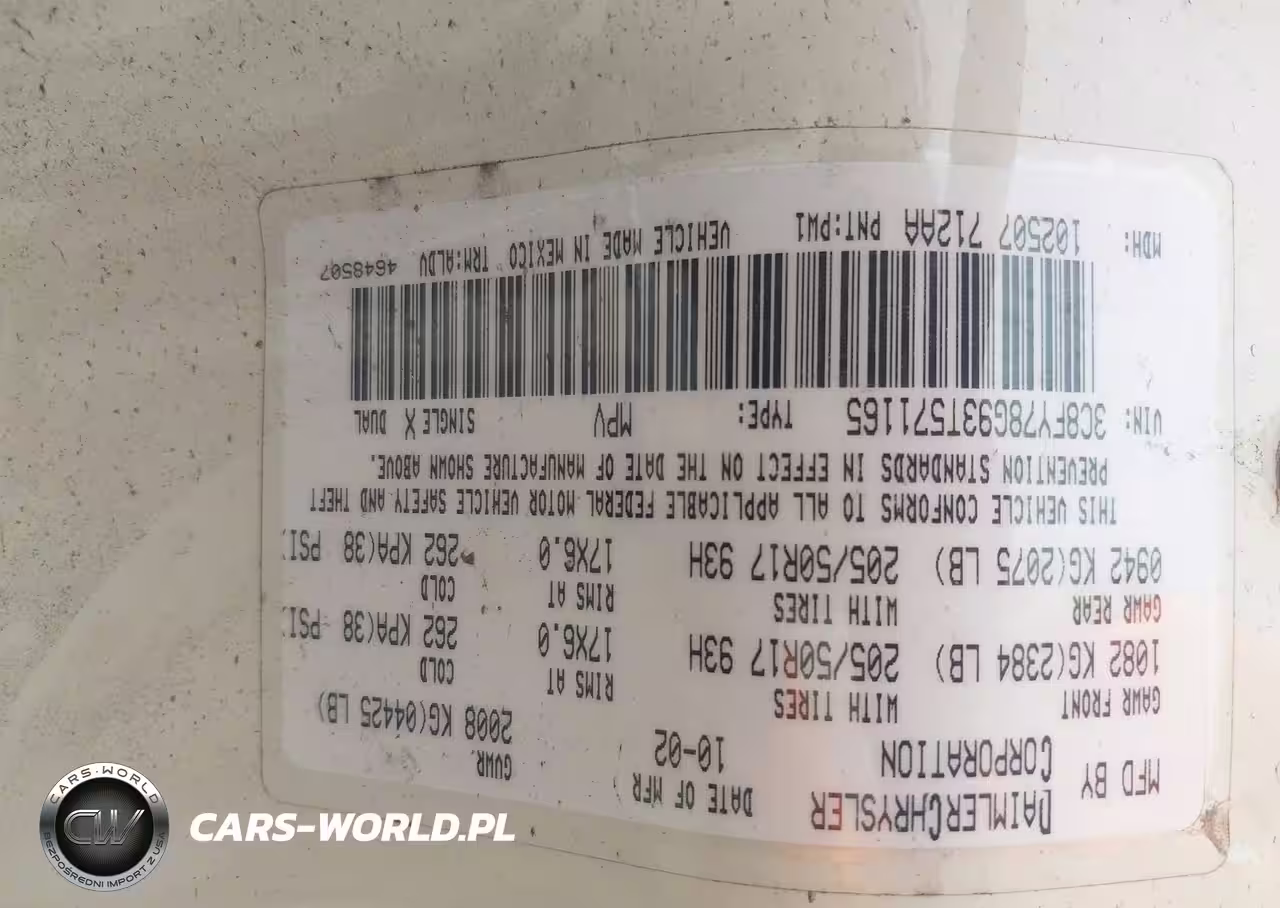 MFD BY DAIMLERCHRYSLER CORPORATION
DATE OF MFR 10-02
GVWR. 2008 KG(04425 LB)
GAWR FRONT WITH TIRES RIMS AT COLD
1082 KG(2384 LB) 205/50R17 93H 17X6.0 262 KPA(38 PSI)
GAWR REAR WITH TIRES RIMS AT COLD
0942 KG(2075 LB) 205/50R17 93H 17X6.0 262 KPA(38 PSI)
THIS VEHICLE CONFORMS TO ALL APPLICABLE FEDERAL MOTOR VEHICLE SAFETY AND THEFT
PREVENTION STANDARDS IN EFFECT ON THE DATE OF MANUFACTURE SHOWN ABOVE.
VIN: 3C8FY78G93T571165 TYPE: MPV SINGLE X DUAL
MDH: 102507 712AA PNT:PW1 VEHICLE MADE IN MEXICO TRM:ALDV 4648507
CARS-WORLD
CW
BEZPOŚREDNI IMPORT Z USA
CARS-WORLD.PL